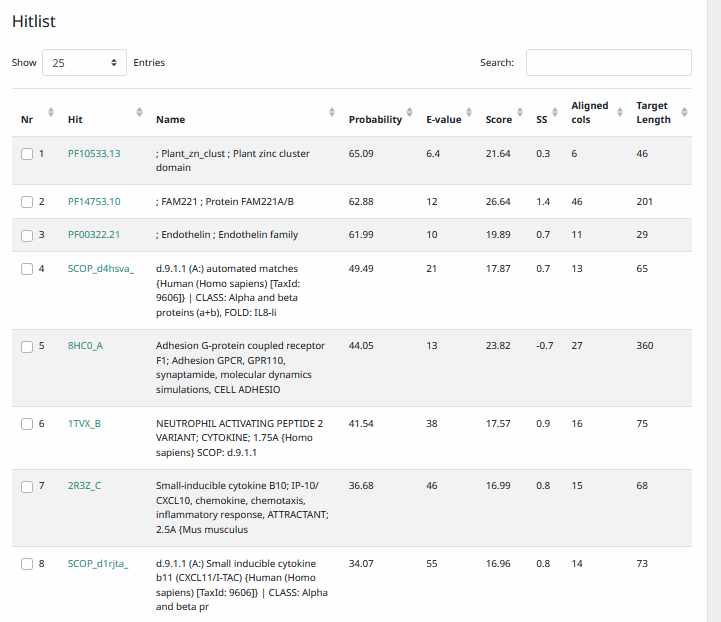 Hitlist
Show 25 Entries Search:
Nr Hit Name Probability E-value Score SS Aligned cols Target Length
1 PF10533.13 ; Plant_zn_clust ; Plant zinc cluster 65.09 6.4 21.64 0.3 6 46
domain
2 PF14753.10 ; FAM221 ; Protein FAM221A/B 62.88 12 26.64 1.4 46 201
3 PF00322.21 ; Endothelin ; Endothelin family 61.99 10 19.89 0.7 11 29
4 SCOP_d4hsva_ d.9.1.1 (A:) automated matches 49.49 21 17.87 0.7 13 65
{Human (Homo sapiens) [TaxId:
9606]} | CLASS: Alpha and beta
proteins (a+b), FOLD: IL8-li
5 8HC0_A Adhesion G-protein coupled receptor 44.05 13 23.82 -0.7 27 360
F1; Adhesion GPCR, GPR110,
synaptamide, molecular dynamics
simulations, CELL ADHESIO
6 1TVX_B NEUTROPHIL ACTIVATING PEPTIDE 2 41.54 38 17.57 0.9 16 75
VARIANT; CYTOKINE; 1.75A {Homo
sapiens} SCOP: d.9.1.1
7 2R3Z_C Small-inducible cytokine B10; IP-10/ 36.68 46 16.99 0.8 15 68
CXCL10, chemokine, chemotaxis,
inflammatory response, ATTRACTANT;
2.5A {Mus musculus
8 SCOP_d1rjta_ d.9.1.1 (A:) Small inducible cytokine 34.07 55 16.96 0.8 14 73
b11 (CXCL11/I-TAC) {Human (Homo
sapiens) [TaxId: 9606]} | CLASS: Alpha
and beta pr